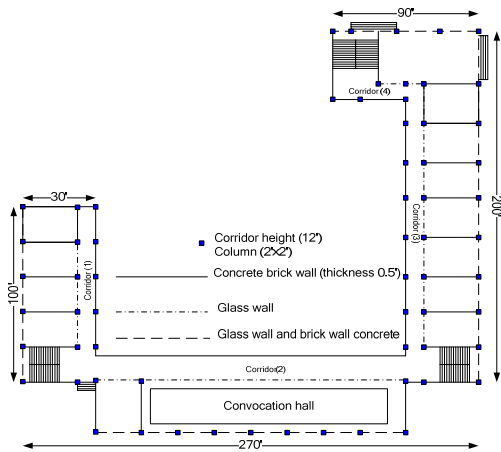 90'
Corridor (4)
30'
200'
Corridor (3)
Corridor height (12')
Column (2'×2')
100'
Corridor (1)
Concrete brick wall (thickness 0.5')
Glass wall
Glass wall and brick wall concrete
Corridor(2)
Convocation hall
270'